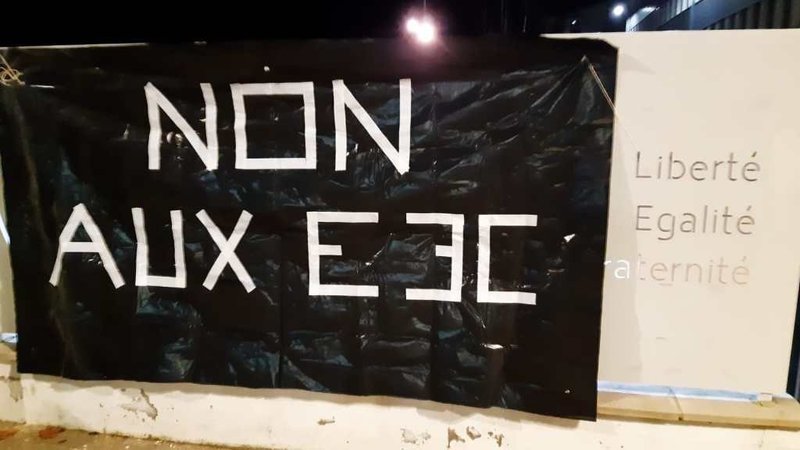 NON
AUX E3C
Liberté
Egalité
raternité